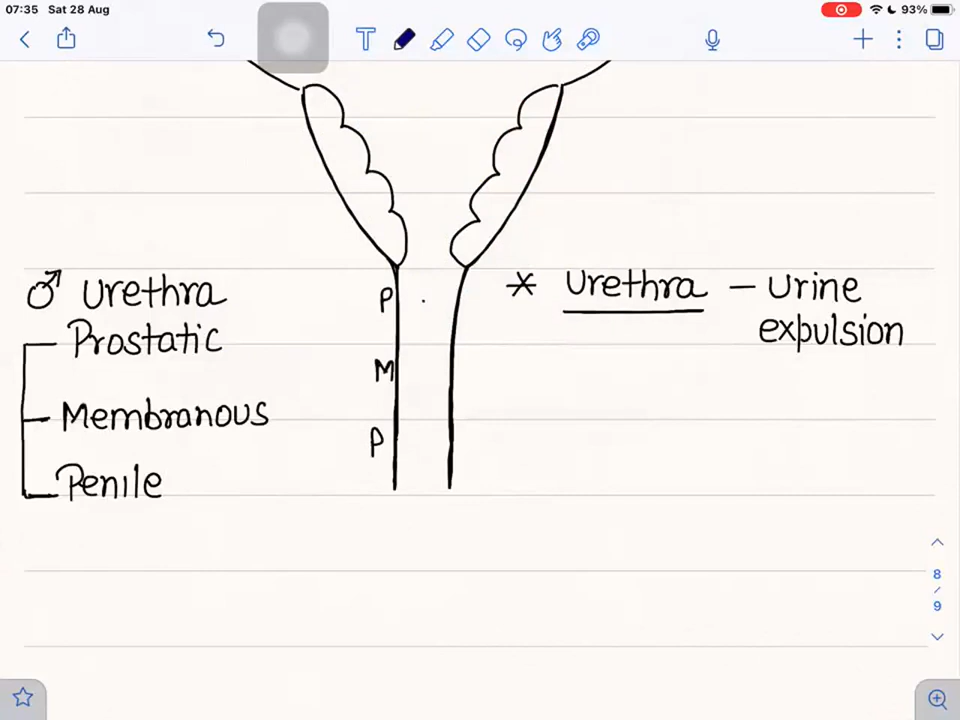 07:35 Sat 28 Aug
93%
T
♂ Urethra
Prostatic
Membranous
Penile
P
M
P
* Urethra — Urine
expulsion
8
/
9